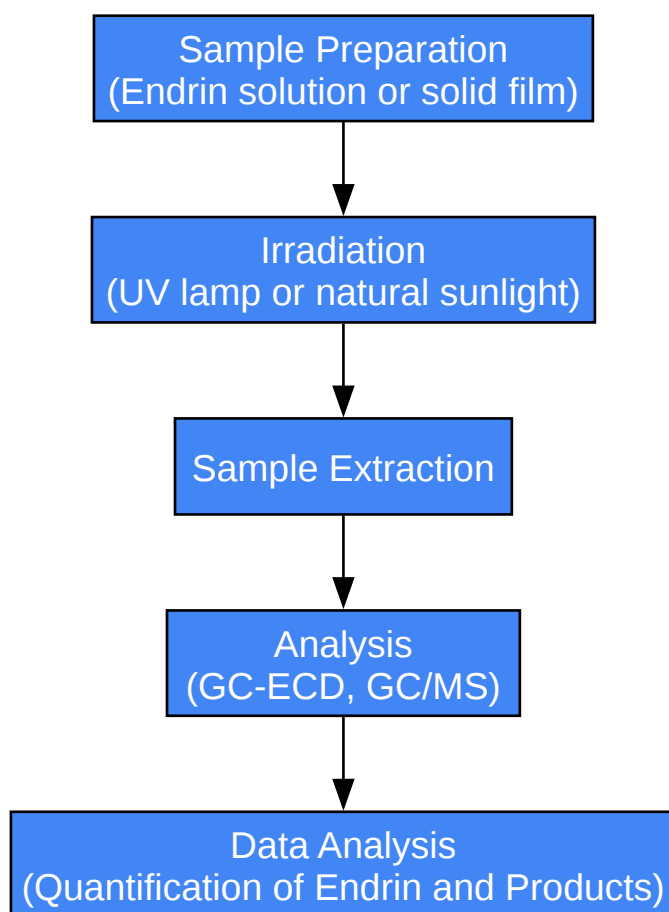 Sample Preparation
(Endrin solution or solid film)
Irradiation
(UV lamp or natural sunlight)
Sample Extraction
Analysis
(GC-ECD, GC/MS)
Data Analysis
(Quantification of Endrin and Products)